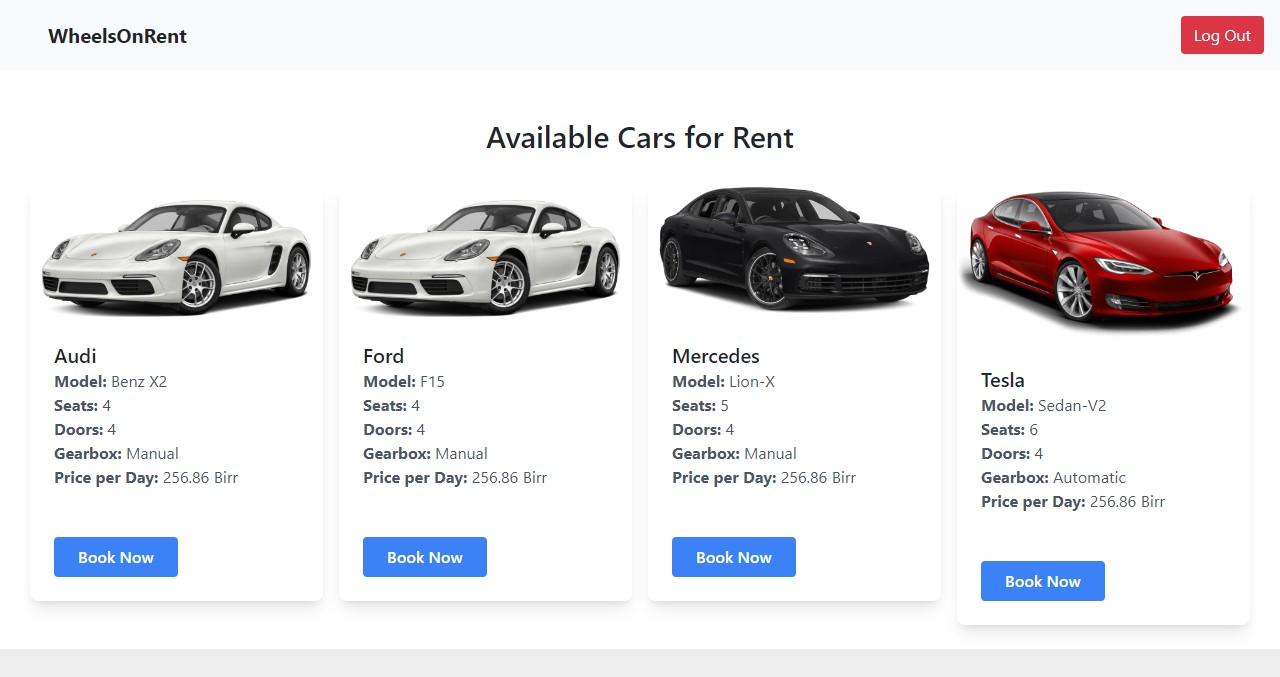 WheelsOnRent
Log Out
Available Cars for Rent
Audi
Model: Benz X2
Seats: 4
Doors: 4
Gearbox: Manual
Price per Day: 256.86 Birr
Book Now
Ford
Model: F15
Seats: 4
Doors: 4
Gearbox: Manual
Price per Day: 256.86 Birr
Book Now
Mercedes
Model: Lion-X
Seats: 5
Doors: 4
Gearbox: Manual
Price per Day: 256.86 Birr
Book Now
Tesla
Model: Sedan-V2
Seats: 6
Doors: 4
Gearbox: Automatic
Price per Day: 256.86 Birr
Book Now